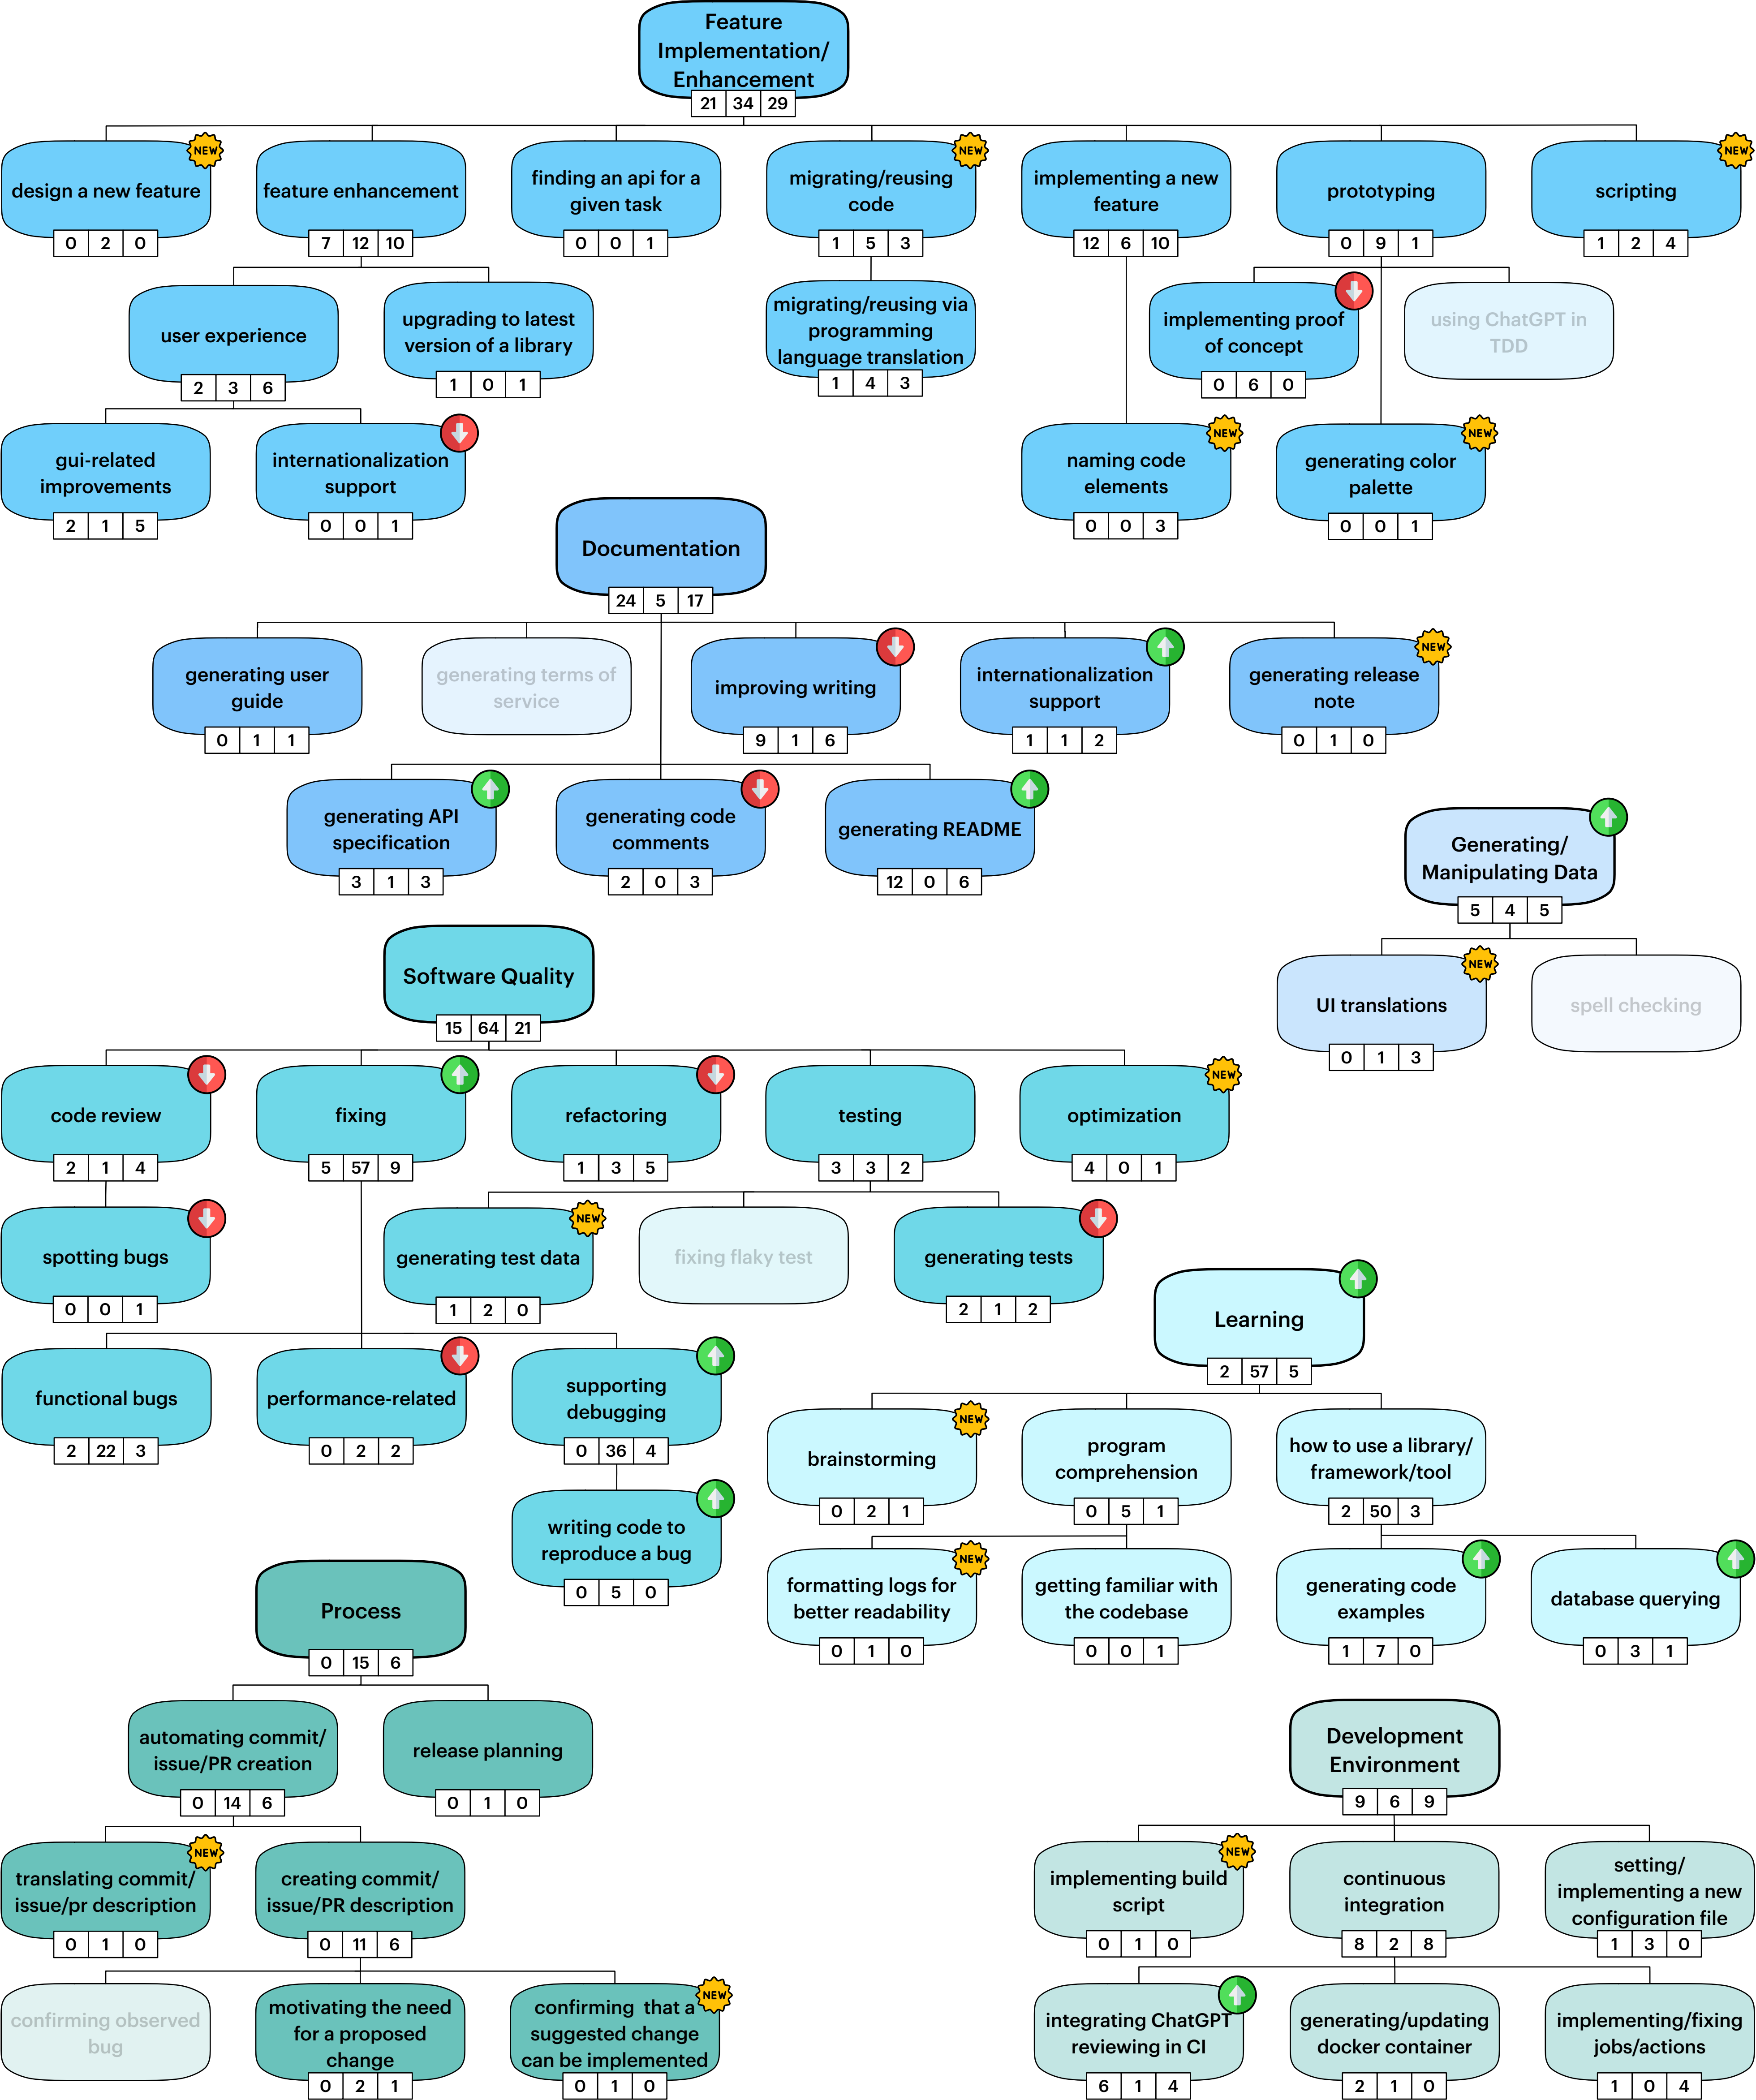 Feature
Implementation/
Enhancement
21 34 29
NEW
design a new feature
0 2 0
feature enhancement
7 12 10
finding an api for a
given task
0 0 1
NEW
migrating/reusing
code
1 5 3
implementing a new
feature
12 6 10
prototyping
0 9 1
NEW
scripting
1 2 4
user experience
2 3 6
upgrading to latest
version of a library
1 0 1
migrating/reusing via
programming
language translation
1 4 3
implementing proof
of concept
0 6 0
using ChatGPT in
TDD
gui-related
improvements
2 1 5
internationalization
support
0 0 1
NEW
naming code
elements
0 0 3
NEW
generating color
palette
0 0 1
Documentation
24 5 17
generating user
guide
0 1 1
generating terms of
service
improving writing
9 1 6
internationalization
support
1 1 2
NEW
generating release
note
0 1 0
generating API
specification
3 1 3
generating code
comments
2 0 3
generating README
12 0 6
Generating/
Manipulating Data
5 4 5
NEW
UI translations
0 1 3
spell checking
Software Quality
15 64 21
code review
2 1 4
fixing
5 57 9
refactoring
1 3 5
testing
3 3 2
NEW
optimization
4 0 1
spotting bugs
0 0 1
NEW
generating test data
1 2 0
fixing flaky test
generating tests
2 1 2
functional bugs
2 22 3
performance-related
0 2 2
supporting
debugging
0 36 4
writing code to
reproduce a bug
0 5 0
Learning
2 57 5
NEW
brainstorming
0 2 1
program
comprehension
0 5 1
how to use a library/
framework/tool
2 50 3
NEW
formatting logs for
better readability
0 1 0
getting familiar with
the codebase
0 0 1
generating code
examples
1 7 0
database querying
0 3 1
Process
0 15 6
automating commit/
issue/PR creation
0 14 6
release planning
0 1 0
NEW
translating commit/
issue/pr description
0 1 0
creating commit/
issue/PR description
0 11 6
confirming observed
bug
motivating the need
for a proposed
change
0 2 1
NEW
confirming that a
suggested change
can be implemented
0 1 0
Development
Environment
9 6 9
NEW
implementing build
script
0 1 0
continuous
integration
8 2 8
setting/
implementing a new
configuration file
1 3 0
integrating ChatGPT
reviewing in CI
6 1 4
generating/updating
docker container
2 1 0
implementing/fixing
jobs/actions
1 0 4